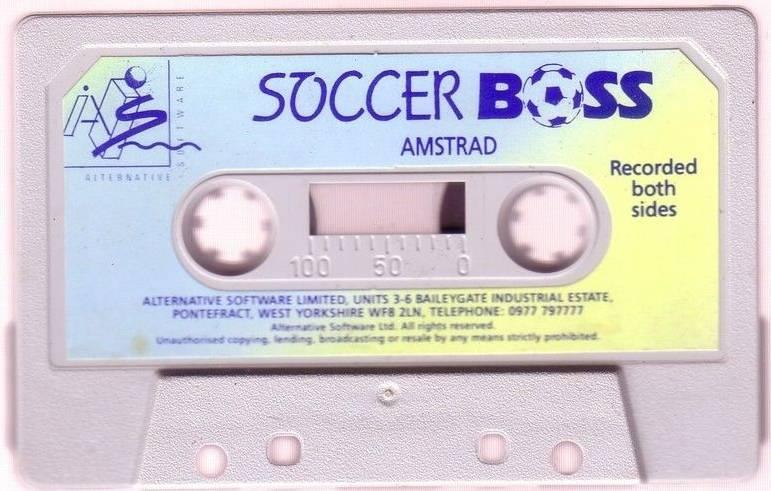 SOCCER BOSS
AMSTRAD
AS
SOFTWARE
ALTERNATIVE
Recorded
both
sides
100 50 0
ALTERNATIVE SOFTWARE LIMITED, UNITS 3-6 BAILEYGATE INDUSTRIAL ESTATE,
PONTEFRACT, WEST YORKSHIRE WF8 2LN, TELEPHONE: 0977 797777
Alternative Software Ltd. All rights reserved.
Unauthorised copying, lending, broadcasting or resale by any means strictly prohibited.